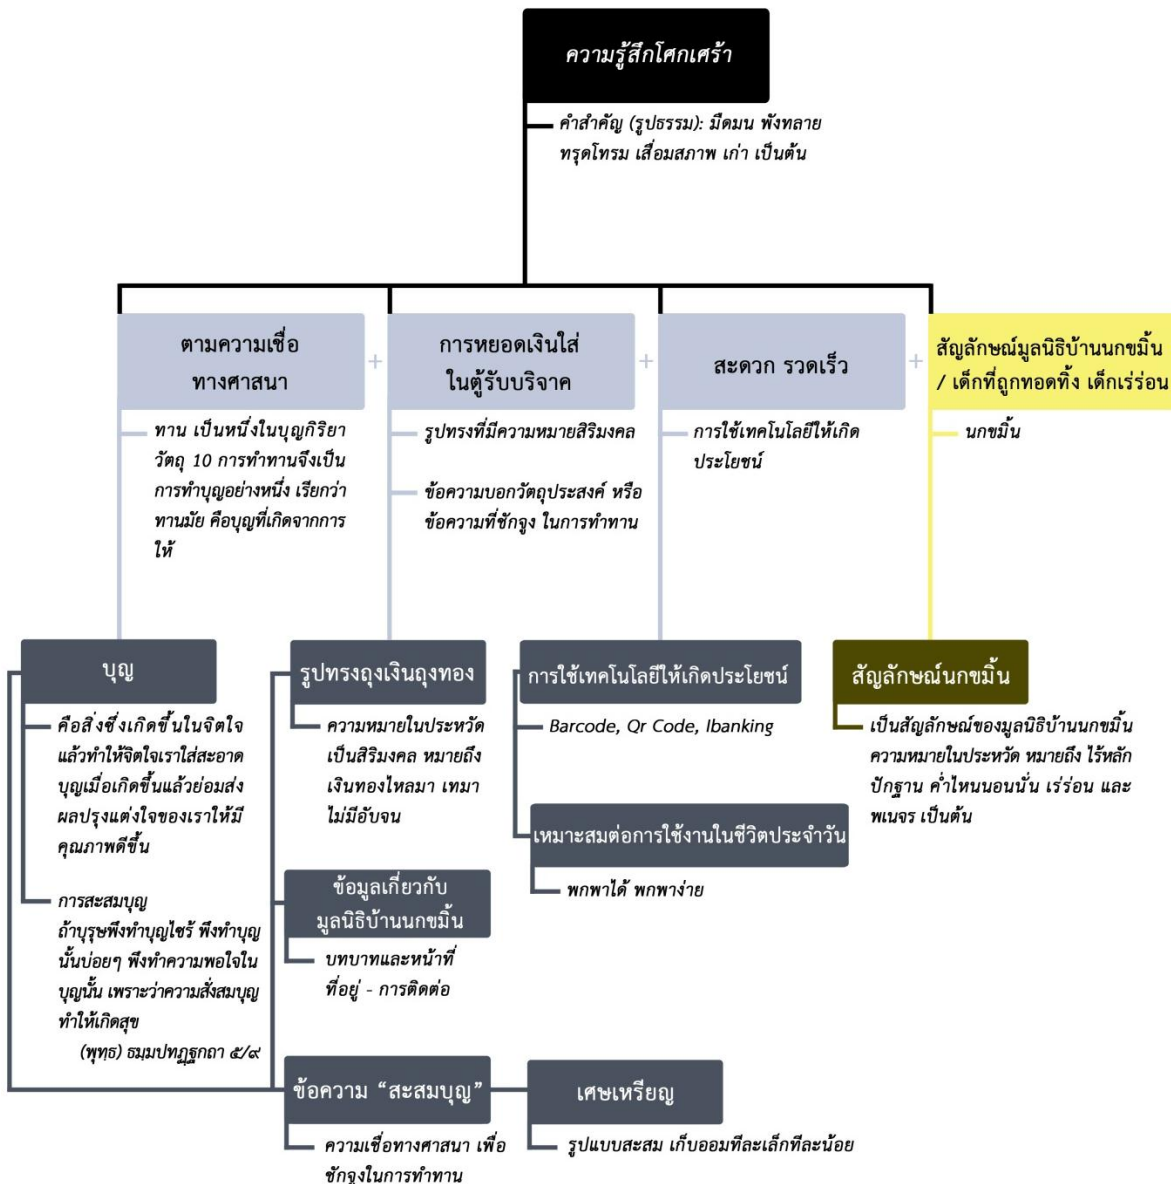 ความรู้สึกโศกเศร้า
คำสำคัญ (รูปธรรม): มืดมน พังทลาย
ทรุดโทรม เสื่อมสภาพ เก่า เป็นต้น
ตามความเชื่อ
ทางศาสนา
+
การหยอดเงินใส่
ในตู้รับบริจาค
+
สะดวก รวดเร็ว
+
สัญลักษณ์มูลนิธิบ้านนกขมิ้น
/ เด็กที่ถูกทอดทิ้ง เด็กเร่ร่อน
ทาน เป็นหนึ่งในบุญกิริยา
วัตถุ 10 การทำทานจึงเป็น
การทำบุญอย่างหนึ่ง เรียกว่า
ทานมัย คือบุญที่เกิดจากการ
ให้
รูปทรงที่มีความหมายสิริมงคล
ข้อความบอกวัตถุประสงค์ หรือ
ข้อความที่ชักจูง ในการทำทาน
การใช้เทคโนโลยีให้เกิด
ประโยชน์
นกขมิ้น
บุญ
คือสิ่งซึ่งเกิดขึ้นในจิตใจ
แล้วทำให้จิตใจเราใส่สะอาด
บุญเมื่อเกิดขึ้นแล้วย่อมส่ง
ผลปรุงแต่งใจของเราให้มี
คุณภาพดีขึ้น
การสะสมบุญ
ถ้าบุรุษพึงทำบุญไซร้ พึงทำบุญ
นั้นบ่อยๆ พึงทำความพอใจใน
บุญนั้น เพราะว่าความสั่งสมบุญ
ทำให้เกิดสุข
(พุทฺธ) ธมฺมปทฏฺฐกถา ๕/๙
รูปทรงถุงเงินถุงทอง
ความหมายในประหวัด
เป็นสิริมงคล หมายถึง
เงินทองไหลมา เทมา
ไม่มีอับจน
ข้อมูลเกี่ยวกับ
มูลนิธิบ้านนกขมิ้น
บทบาทและหน้าที่
ที่อยู่ - การติดต่อ
ข้อความ “สะสมบุญ”
ความเชื่อทางศาสนา เพื่อ
ชักจูงในการทำทาน
เศษเหรียญ
รูปแบบสะสม เก็บออมทีละเล็กทีละน้อย
การใช้เทคโนโลยีให้เกิดประโยชน์
Barcode, Qr Code, Ibanking
เหมาะสมต่อการใช้งานในชีวิตประจำวัน
พกพาได้ พกพาง่าย
สัญลักษณ์นกขมิ้น
เป็นสัญลักษณ์ของมูลนิธิบ้านนกขมิ้น
ความหมายในประหวัด หมายถึง ไร้หลัก
ปักฐาน ค่ำไหนนอนนั่น เร่ร่อน และ
พเนจร เป็นต้น